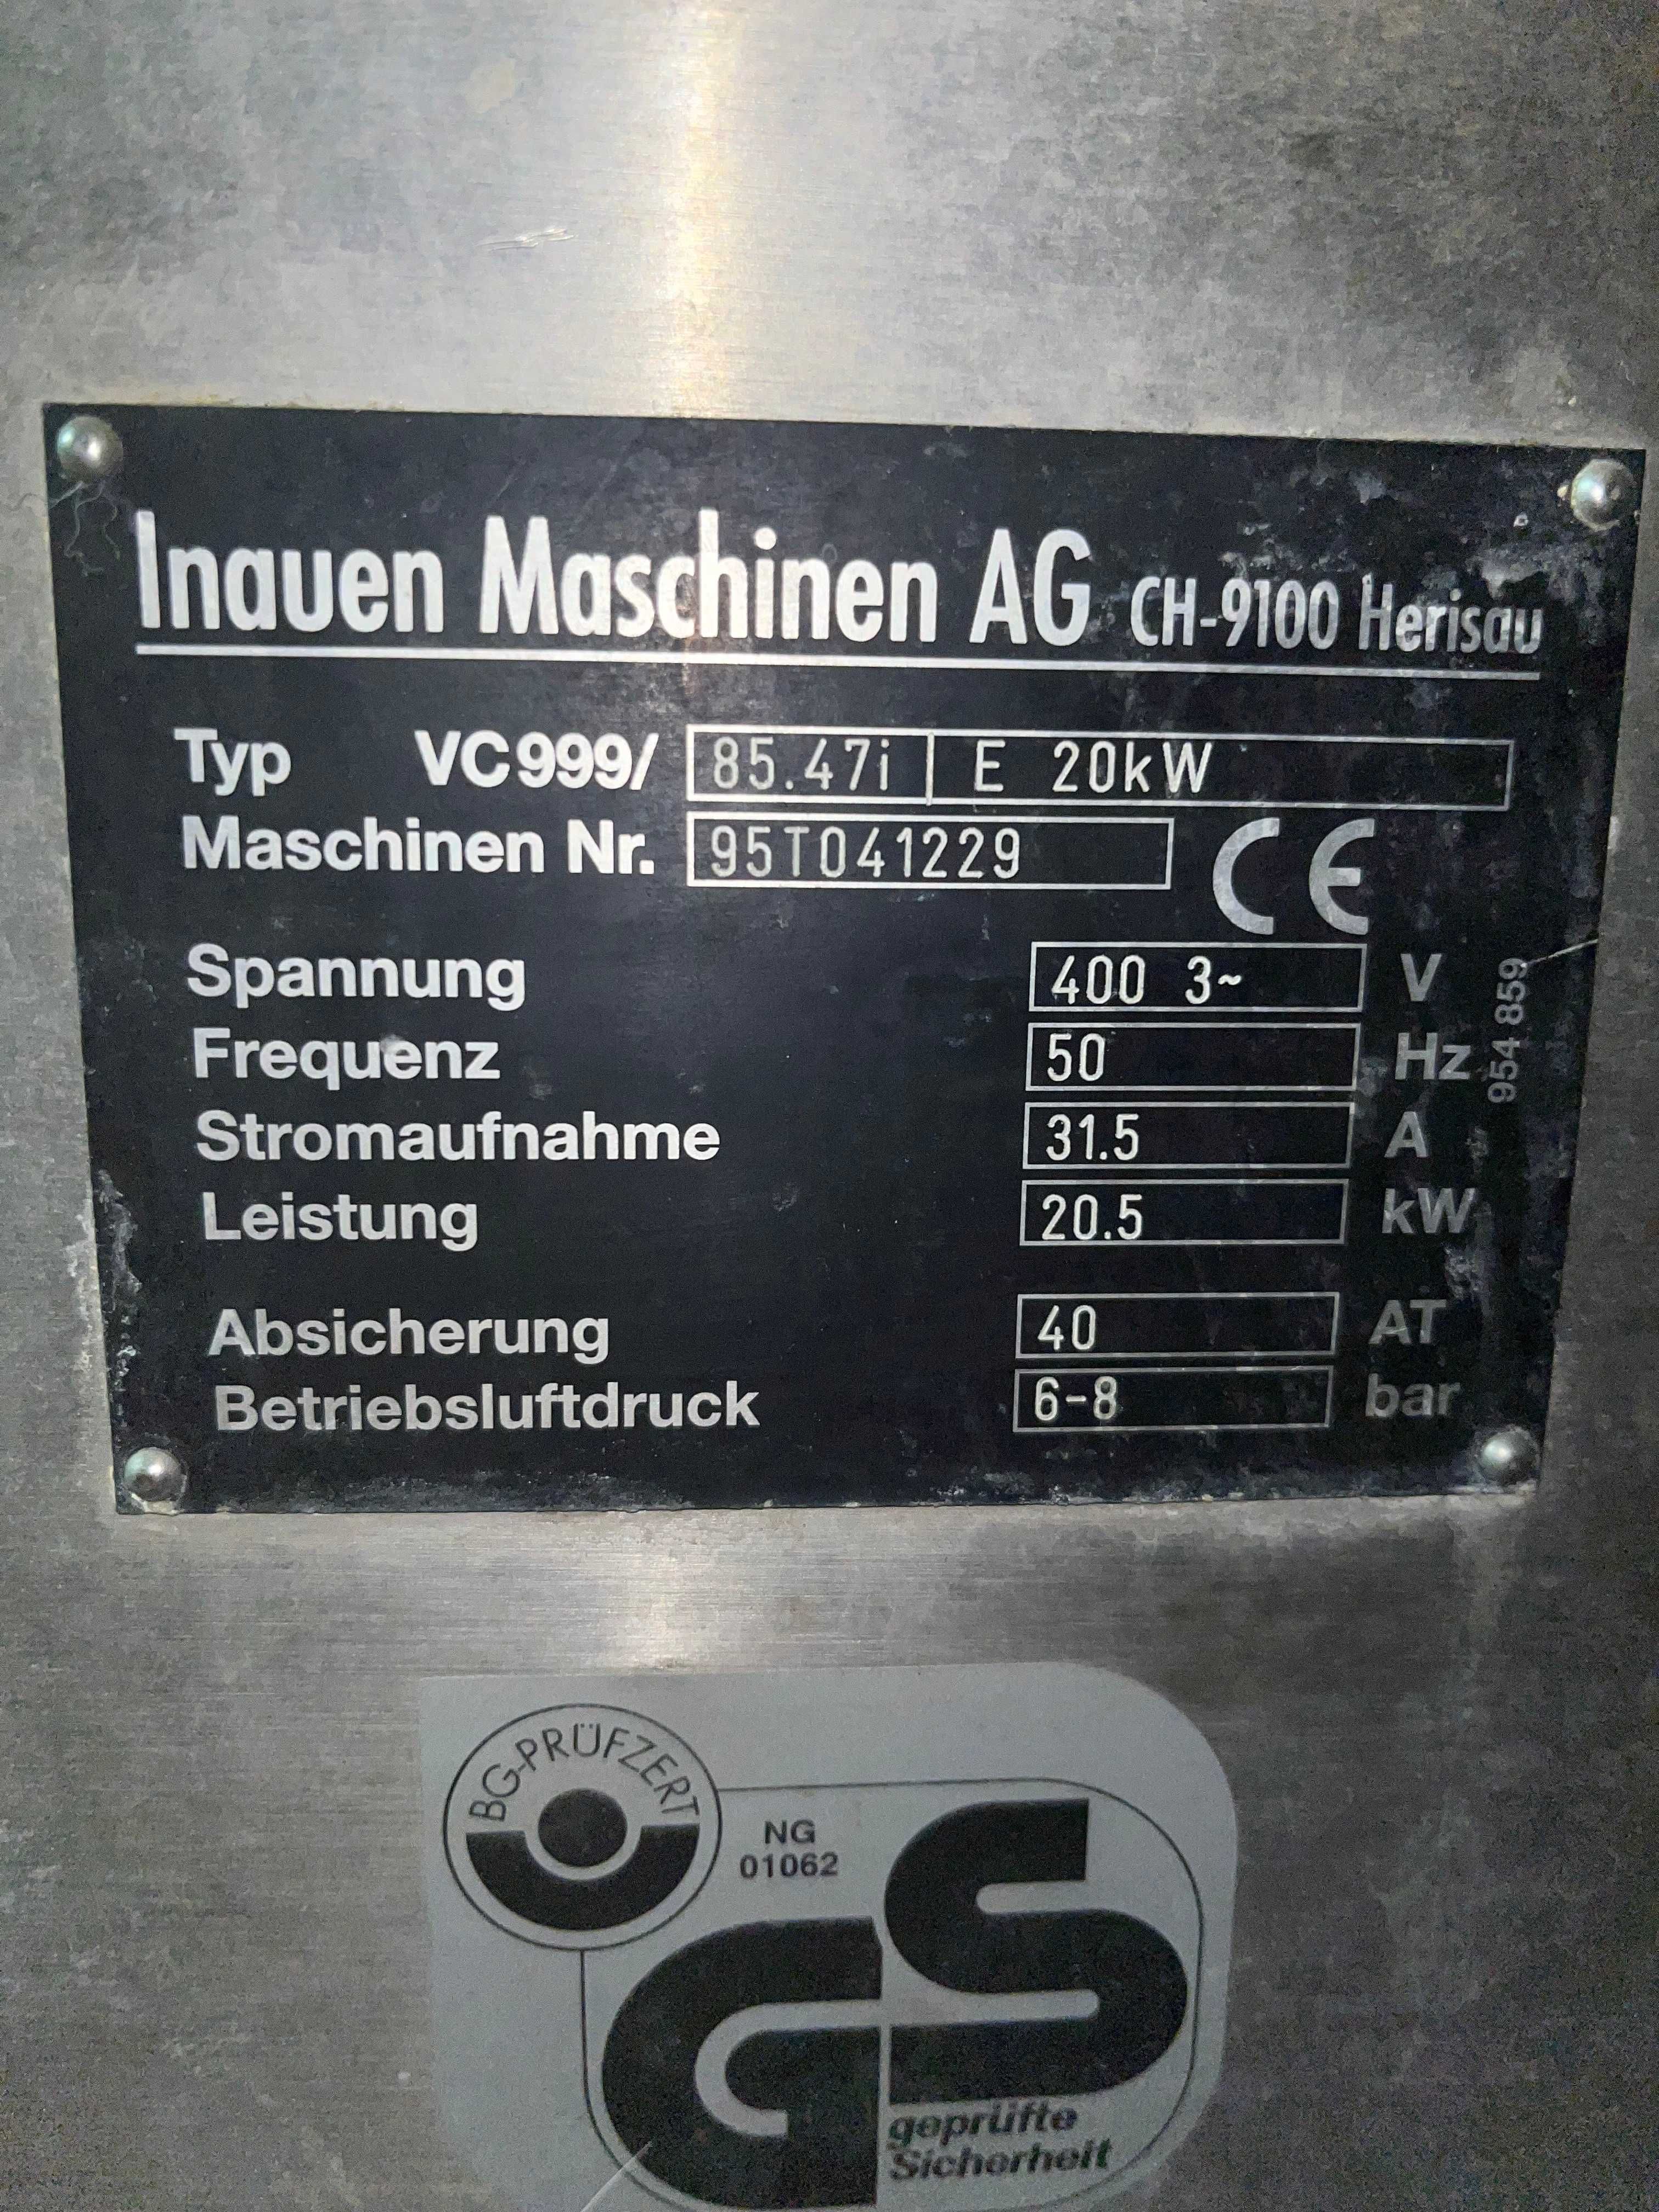 Inauen Maschinen AG CH-9100 Herisau
Typ VC999/ 85.47i E 20kW
Maschinen Nr. 95T041229 CE
Spannung 400 3~ V
Frequenz 50 Hz
Stromaufnahme 31.5 A
Leistung 20.5 kW
Absicherung 40 AT
Betriebsluftdruck 6-8 bar
954 859
BG-PRÜFZERT
NG
01062
GS
geprüfte
Sicherheit